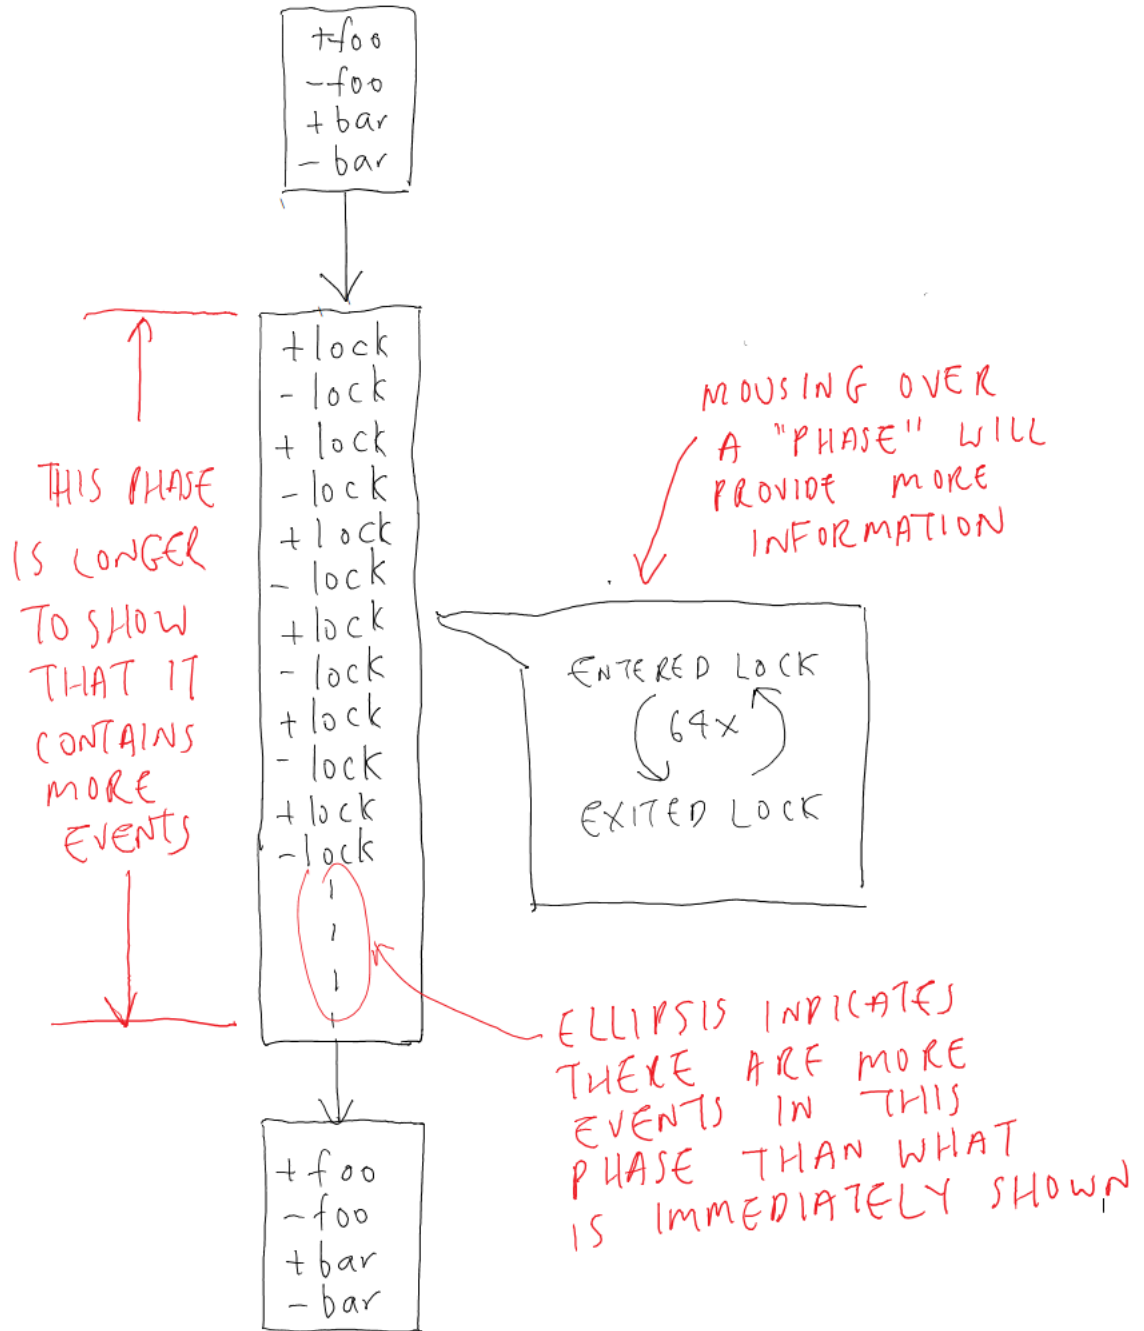 +foo
-foo
+bar
-bar
+lock
-lock
+lock
-lock
+lock
-lock
+lock
-lock
+lock
-lock
+lock
-lock
THIS PHASE
IS LONGER
TO SHOW
THAT IT
CONTAINS
MORE
EVENTS
MOUSING OVER
A "PHASE" WILL
PROVIDE MORE
INFORMATION
ENTERED LOCK
64x
EXITED LOCK
ELLIPSIS INDICATES
THERE ARE MORE
EVENTS IN THIS
PHASE THAN WHAT
IS IMMEDIATELY SHOWN
+foo
-foo
+bar
-bar